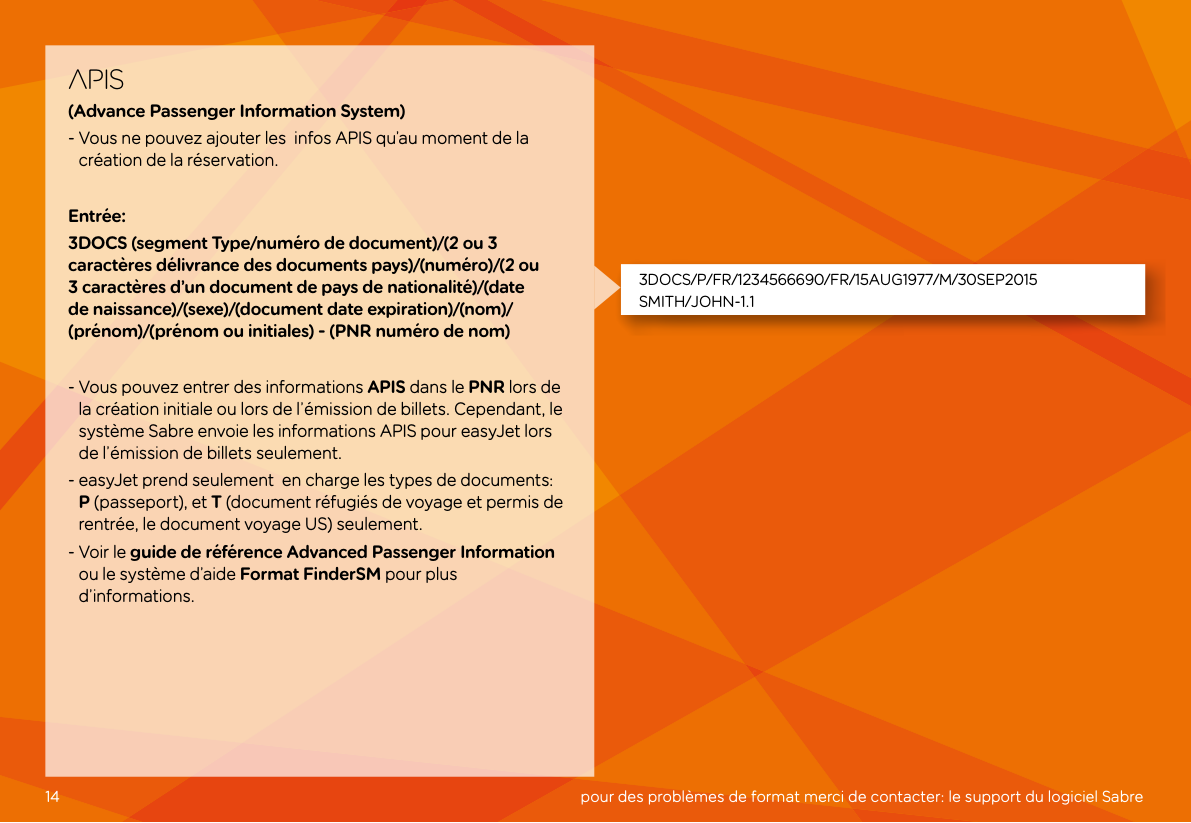 APIS
(Advance Passenger Information System)
- Vous ne pouvez ajouter les  infos APIS qu'au moment de la
création de la réservation.
Entrée:
3DOCS (segment Type/numéro de document)/(2 ou 3
caractères délivrance des documents pays)/(numéro)/(2 ou
3 caractères d'un document de pays de nationalité)/(date
de naissance)/(sexe)/(document date expiration)/(nom)/
(prénom)/(prénom ou initiales) - (PNR numéro de nom)
3DOCS/P/FR/1234566690/FR/15AUG1977/M/30SEP2015
SMITH/JOHN-1.1
- Vous pouvez entrer des informations APIS dans le PNR lors de
la création initiale ou lors de l'émission de billets. Cependant, le
système Sabre envoie les informations APIS pour easyJet lors
de l'émission de billets seulement.
- easyJet prend seulement  en charge les types de documents:
P (passeport), et T (document réfugiés de voyage et permis de
rentrée, le document voyage US) seulement.
- Voir le guide de référence Advanced Passenger Information
ou le système d'aide Format FinderSM pour plus
d'informations.
14
pour des problèmes de format merci de contacter: le support du logiciel Sabre